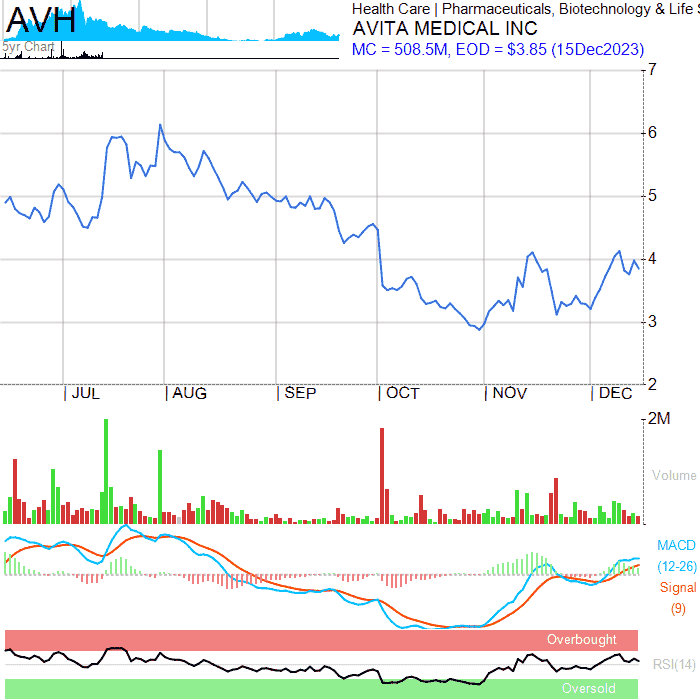 AVH
5yr Chart
Health Care | Pharmaceuticals, Biotechnology & Life S
AVITA MEDICAL INC
MC = 508.5M, EOD = $3.85 (15Dec2023)
7
6
5
4
3
2
JUL
AUG
SEP
OCT
NOV
DEC
2M
Volume
MACD
(12-26)
Signal
(9)
Overbought
RSI(14)
Oversold